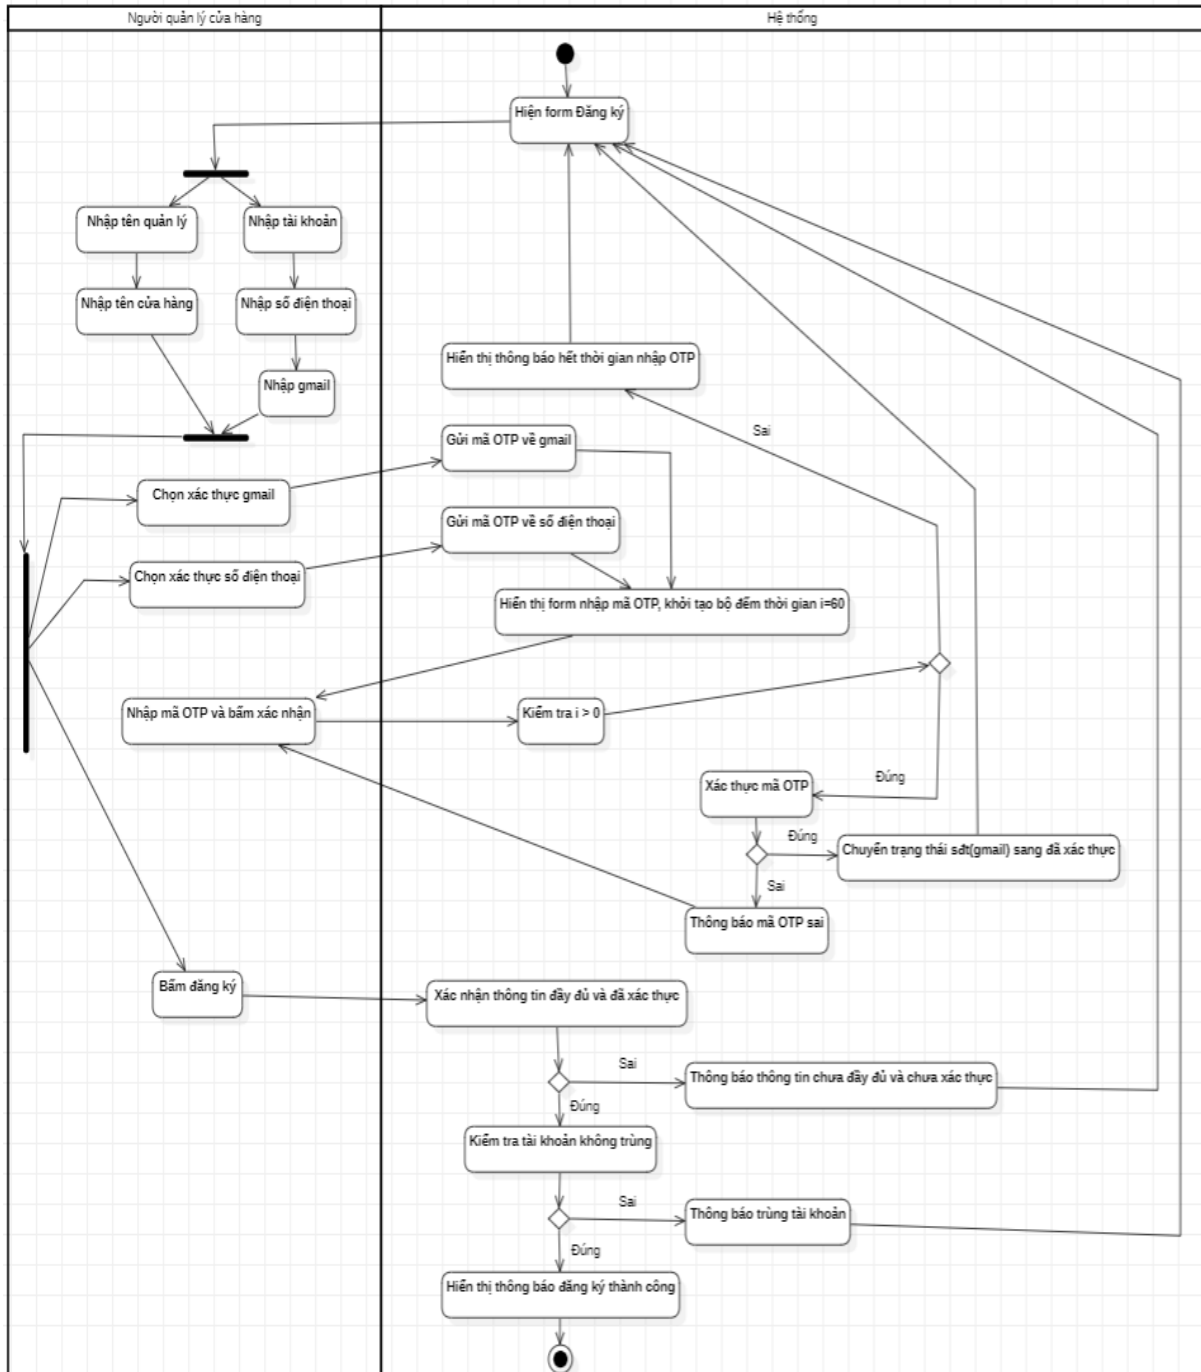 Người quản lý cửa hàng
Hệ thống
Hiện form Đăng ký
Nhập tên quản lý
Nhập tài khoản
Nhập tên cửa hàng
Nhập số điện thoại
Hiển thị thông báo hết thời gian nhập OTP
Nhập gmail
Sai
Gửi mã OTP về gmail
Chọn xác thực gmail
Gửi mã OTP về số điện thoại
Chọn xác thực số điện thoại
Hiển thị form nhập mã OTP, khởi tạo bộ đếm thời gian i=60
Nhập mã OTP và bấm xác nhận
Kiểm tra i > 0
Đúng
Xác thực mã OTP
Đúng
Chuyển trạng thái sđt(gmail) sang đã xác thực
Sai
Thông báo mã OTP sai
Bấm đăng ký
Xác nhận thông tin đầy đủ và đã xác thực
Sai
Thông báo thông tin chưa đầy đủ và chưa xác thực
Đúng
Kiểm tra tài khoản không trùng
Sai
Thông báo trùng tài khoản
Đúng
Hiển thị thông báo đăng ký thành công